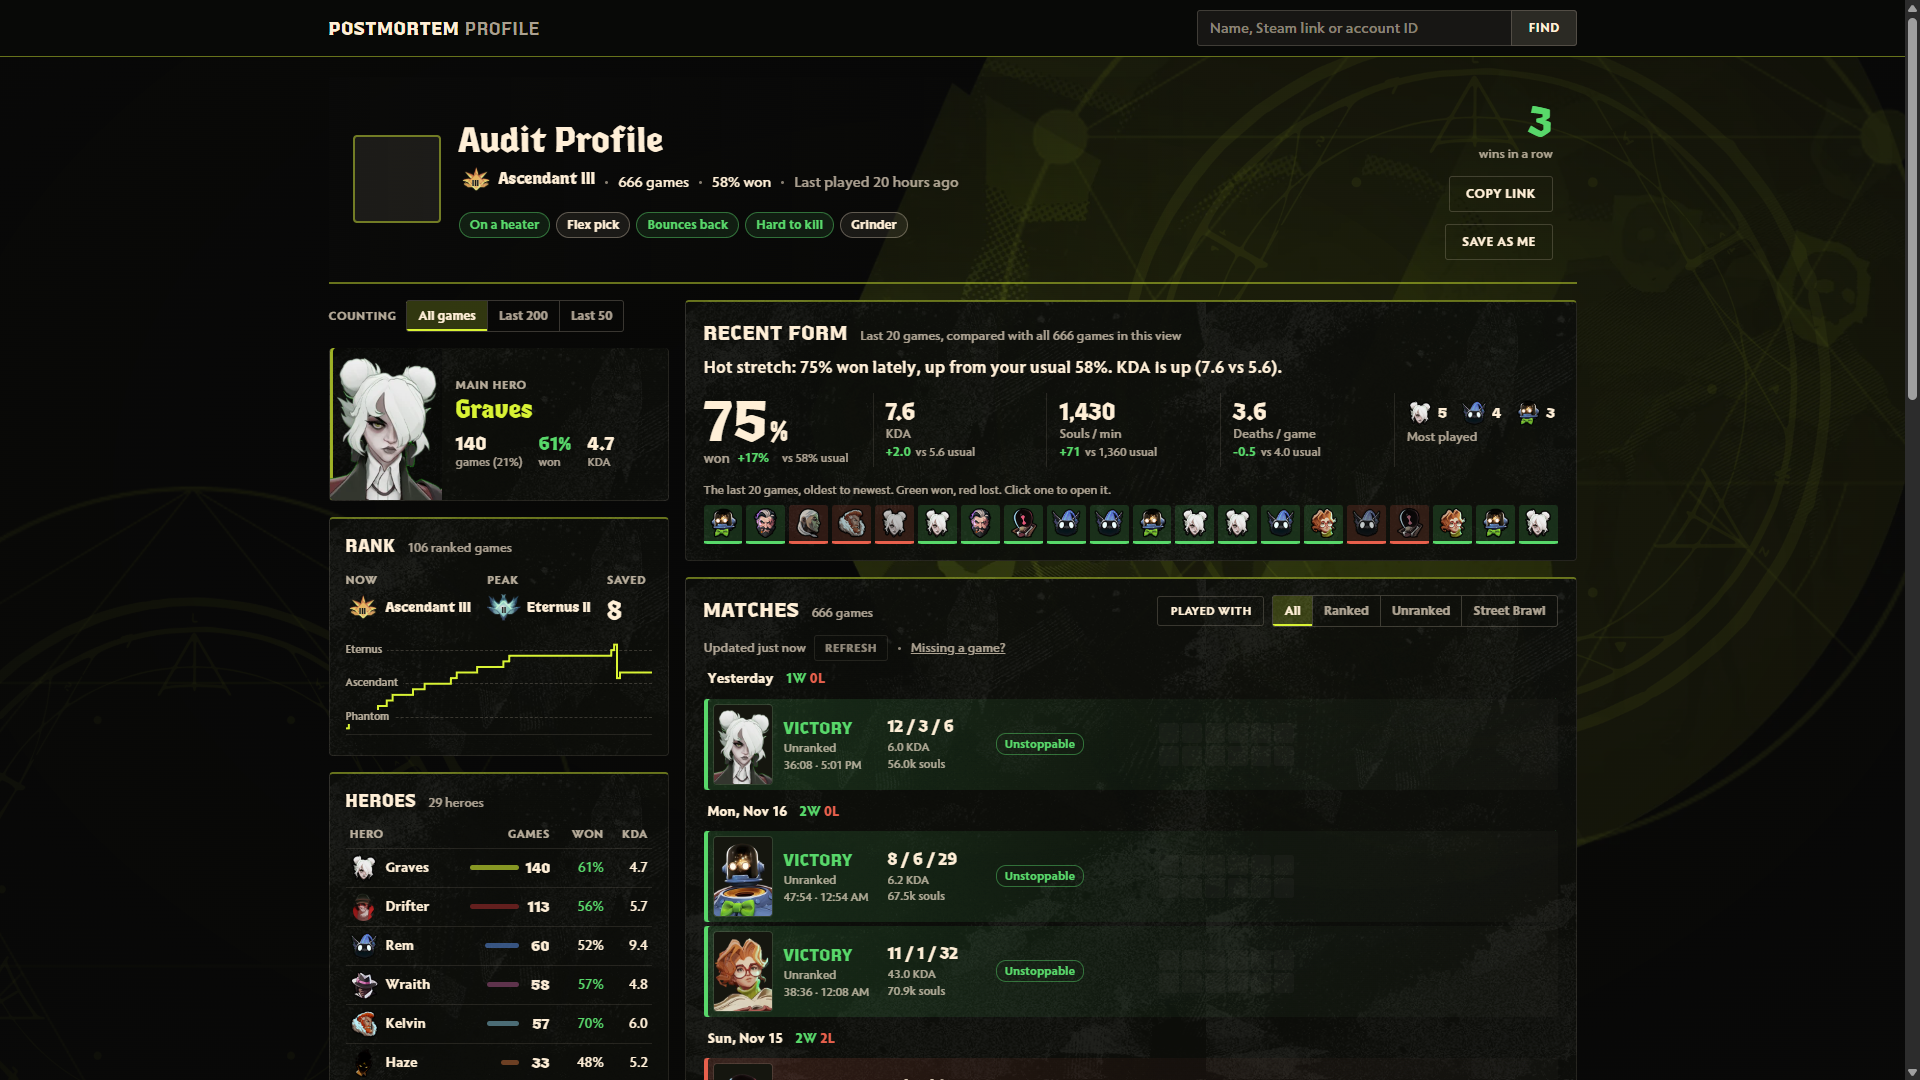 POSTMORTEM PROFILE
Name, Steam link or account ID
FIND
Audit Profile
Ascendant III · 666 games · 58% won · Last played 20 hours ago
On a heater
Flex pick
Bounces back
Hard to kill
Grinder
3
wins in a row
COPY LINK
SAVE AS ME
COUNTING
All games
Last 200
Last 50
MAIN HERO
Graves
140
games (21%)
61%
won
4.7
KDA
RANK 106 ranked games
NOW
Ascendant III
PEAK
Eternus II
SAVED
8
Eternus
Ascendant
Phantom
HEROES 29 heroes
HERO GAMES WON KDA
Graves 140 61% 4.7
Drifter 113 56% 5.7
Rem 60 52% 9.4
Wraith 58 57% 4.8
Kelvin 57 70% 6.0
Haze 33 48% 5.2
RECENT FORM Last 20 games, compared with all 666 games in this view
Hot stretch: 75% won lately, up from your usual 58%. KDA is up (7.6 vs 5.6).
75%
won +17% vs 58% usual
7.6
KDA
+2.0 vs 5.6 usual
1,430
Souls / min
+71 vs 1,360 usual
3.6
Deaths / game
-0.5 vs 4.0 usual
5 4 3
Most played
The last 20 games, oldest to newest. Green won, red lost. Click one to open it.
MATCHES 666 games
PLAYED WITH
All
Ranked
Unranked
Street Brawl
Updated just now
REFRESH
· Missing a game?
Yesterday 1W 0L
VICTORY
Unranked
36:08 · 5:01 PM
12 / 3 / 6
6.0 KDA
56.0k souls
Unstoppable
Mon, Nov 16 2W 0L
VICTORY
Unranked
47:54 · 12:54 AM
8 / 6 / 29
6.2 KDA
67.5k souls
Unstoppable
VICTORY
Unranked
38:36 · 12:08 AM
11 / 1 / 32
43.0 KDA
70.9k souls
Unstoppable
Sun, Nov 15 2W 2L